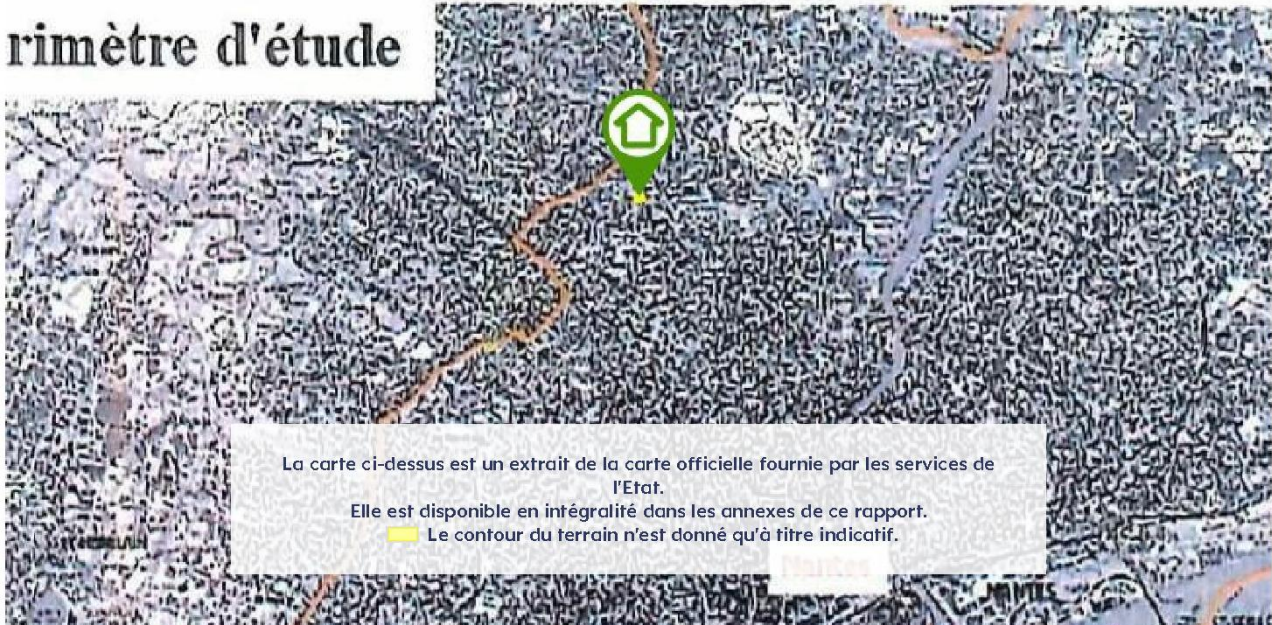 rimètre d'étude
La carte ci-dessus est un extrait de la carte officielle fournie par les services de
l'Etat.
Elle est disponible en intégralité dans les annexes de ce rapport.
Le contour du terrain n'est donné qu'à titre indicatif.
Nantes
NANTES